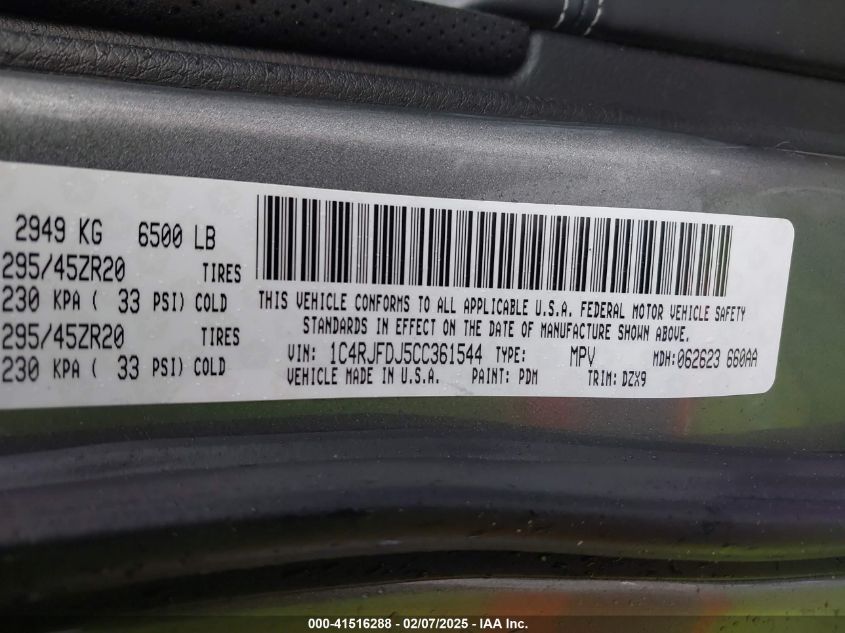 2949 KG 6500 LB
295/45ZR20 TIRES
230 KPA ( 33 PSI) COLD
295/45ZR20 TIRES
230 KPA ( 33 PSI) COLD
THIS VEHICLE CONFORMS TO ALL APPLICABLE U.S.A. FEDERAL MOTOR VEHICLE SAFETY
STANDARDS IN EFFECT ON THE DATE OF MANUFACTURE SHOWN ABOVE.
VIN: 1C4RJFDJ5CC361544 TYPE: MPV MDH: 062623 660AA
VEHICLE MADE IN U.S.A. PAINT: PDM TRIM: DZX9
000-41516288 - 02/07/2025 - IAA Inc.